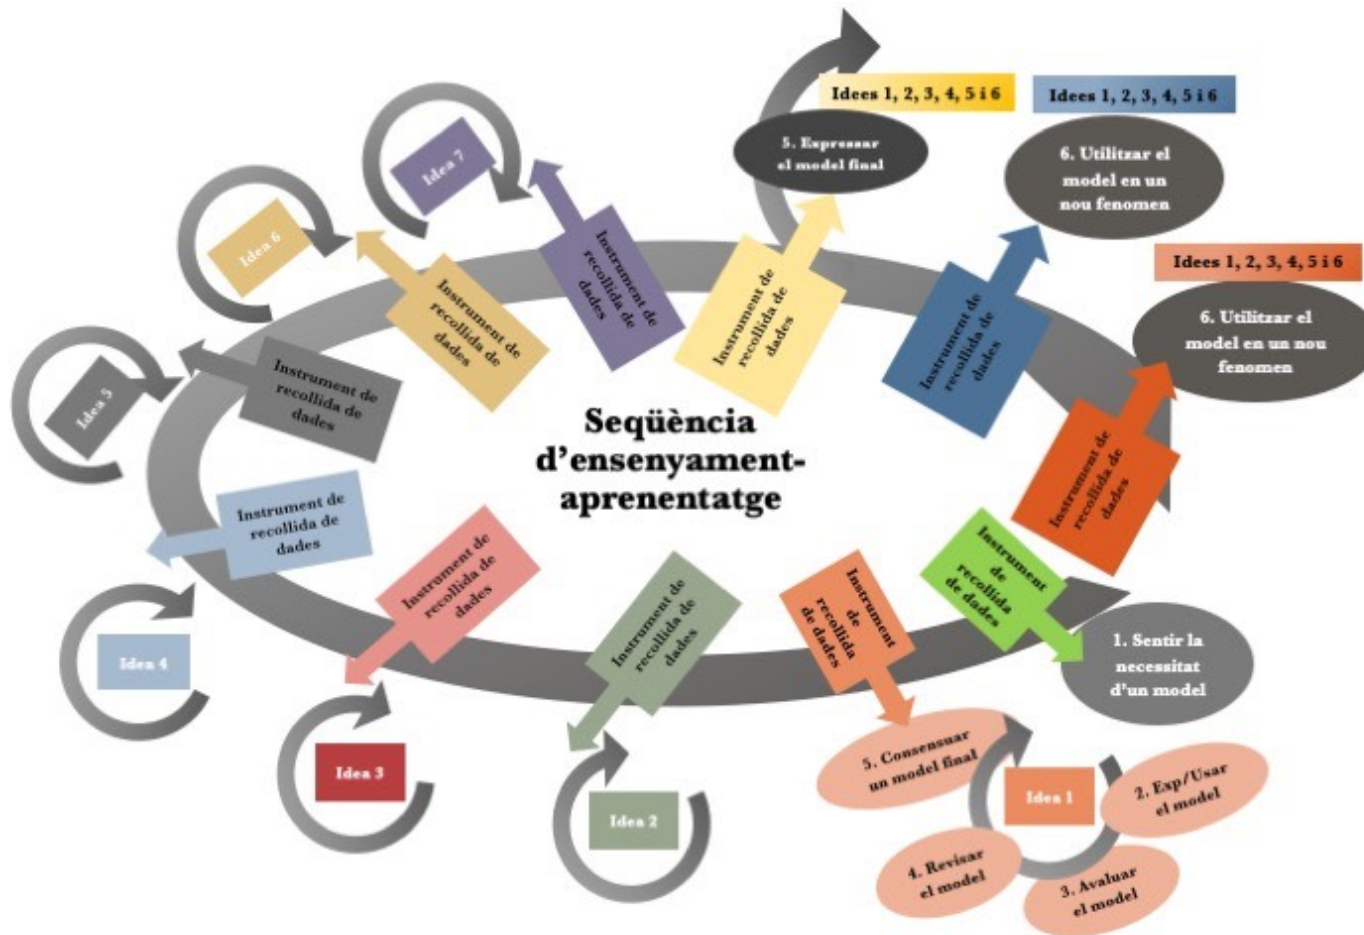 Idees 1, 2, 3, 4, 5 i 6
Idees 1, 2, 3, 4, 5 i 6
5. Expressar
el model final
6. Utilitzar el
model en un
nou fenomen
Idees 1, 2, 3, 4, 5 i 6
6. Utilitzar el
model en un nou
fenomen
Idea 7
Instrument de
recollida de
dades
Instrument de
recollida de
dades
Instrument de
recollida de
dades
Instrument de
recollida de
dades
Idea 6
Instrument de
recollida de
dades
Idea 5
Instrument de
recollida de
dades
Seqüència
d'ensenyament-
aprenentatge
Instrument de
recollida de
dades
Idea 4
Instrument de
recollida de
dades
Idea 3
Instrument de
recollida de
dades
Idea 2
Instrument
de
recollida
de dades
Instrument
de
recollida
de dades
1. Sentir la
necessitat
d'un model
5. Consensuar
un model final
Idea 1
2. Exp/Usar
el model
4. Revisar
el model
3. Avaluar
el model